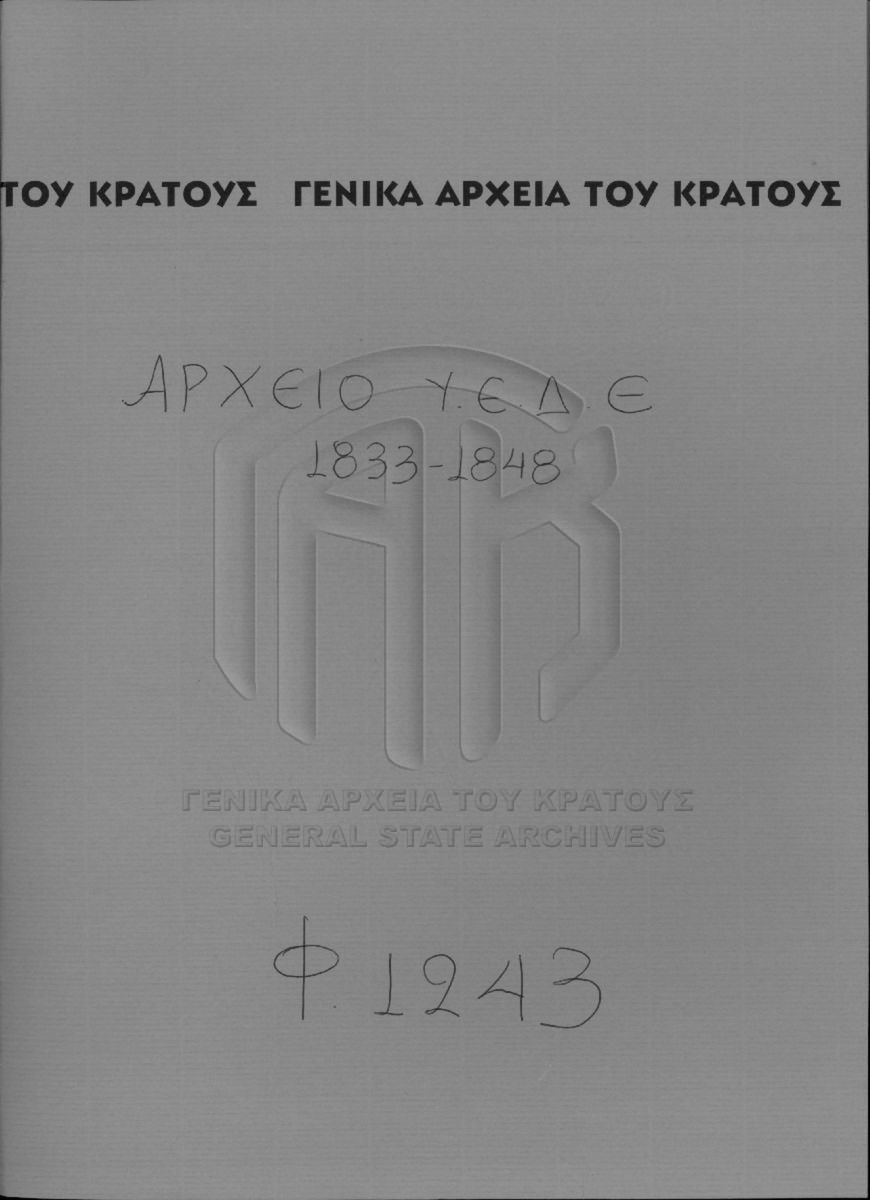 ΤΟΥ ΚΡΑΤΟΥΣ ΓΕΝΙΚΑ ΑΡΧΕΙΑ ΤΟΥ ΚΡΑΤΟΥΣ
ΑΡΧΕΙΟ Υ.Ε.Δ.Ε
1833-1848
ΓΕΝΙΚΑ ΑΡΧΕΙΑ ΤΟΥ ΚΡΑΤΟΥΣ
GENERAL STATE ARCHIVES
Φ. 1243